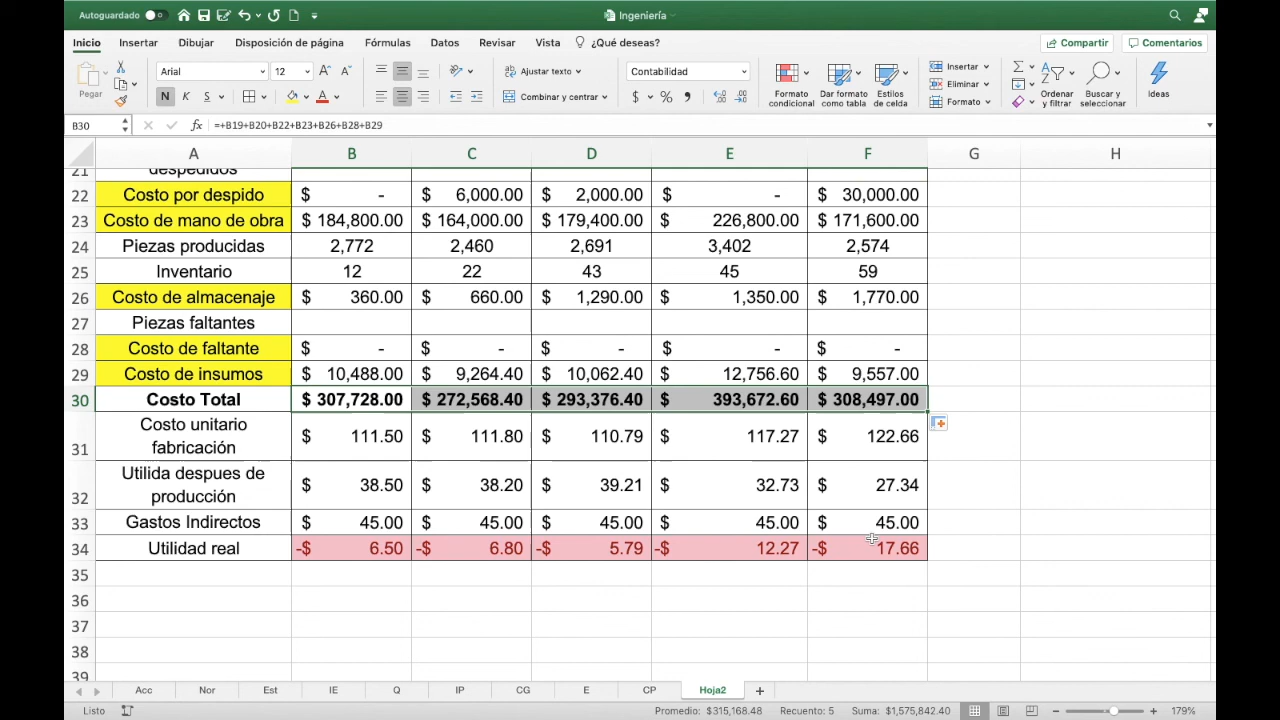 Autoguardado
Ingeniería
Inicio Insertar Dibujar Disposición de página Fórmulas Datos Revisar Vista ¿Qué deseas? Compartir Comentarios
Pegar Arial 12 Ajustar texto Contabilidad Formato condicional Dar formato como tabla Estilos de celda Insertar Ordenar y filtrar Buscar y seleccionar Ideas
N K S Combinar y centrar $ % Eliminar
Formato
B30 fx =+B19+B20+B22+B23+B26+B28+B29
A B C D E F G H
21 despedidos
22 Costo por despido $ - $ 6,000.00 $ 2,000.00 $ - $ 30,000.00
23 Costo de mano de obra $ 184,800.00 $ 164,000.00 $ 179,400.00 $ 226,800.00 $ 171,600.00
24 Piezas producidas 2,772 2,460 2,691 3,402 2,574
25 Inventario 12 22 43 45 59
26 Costo de almacenaje $ 360.00 $ 660.00 $ 1,290.00 $ 1,350.00 $ 1,770.00
27 Piezas faltantes
28 Costo de faltante $ - $ - $ - $ - $ -
29 Costo de insumos $ 10,488.00 $ 9,264.40 $ 10,062.40 $ 12,756.60 $ 9,557.00
30 Costo Total $ 307,728.00 $ 272,568.40 $ 293,376.40 $ 393,672.60 $ 308,497.00
31 Costo unitario fabricación $ 111.50 $ 111.80 $ 110.79 $ 117.27 $ 122.66
32 Utilida despues de producción $ 38.50 $ 38.20 $ 39.21 $ 32.73 $ 27.34
33 Gastos Indirectos $ 45.00 $ 45.00 $ 45.00 $ 45.00 $ 45.00
34 Utilidad real -$ 6.50 -$ 6.80 -$ 5.79 -$ 12.27 -$ 17.66
35
36
37
38
39
Acc Nor Est IE Q IP CG E CP Hoja2 +
Listo Promedio: $315,168.48 Recuento: 5 Suma: $1,575,842.40 179%